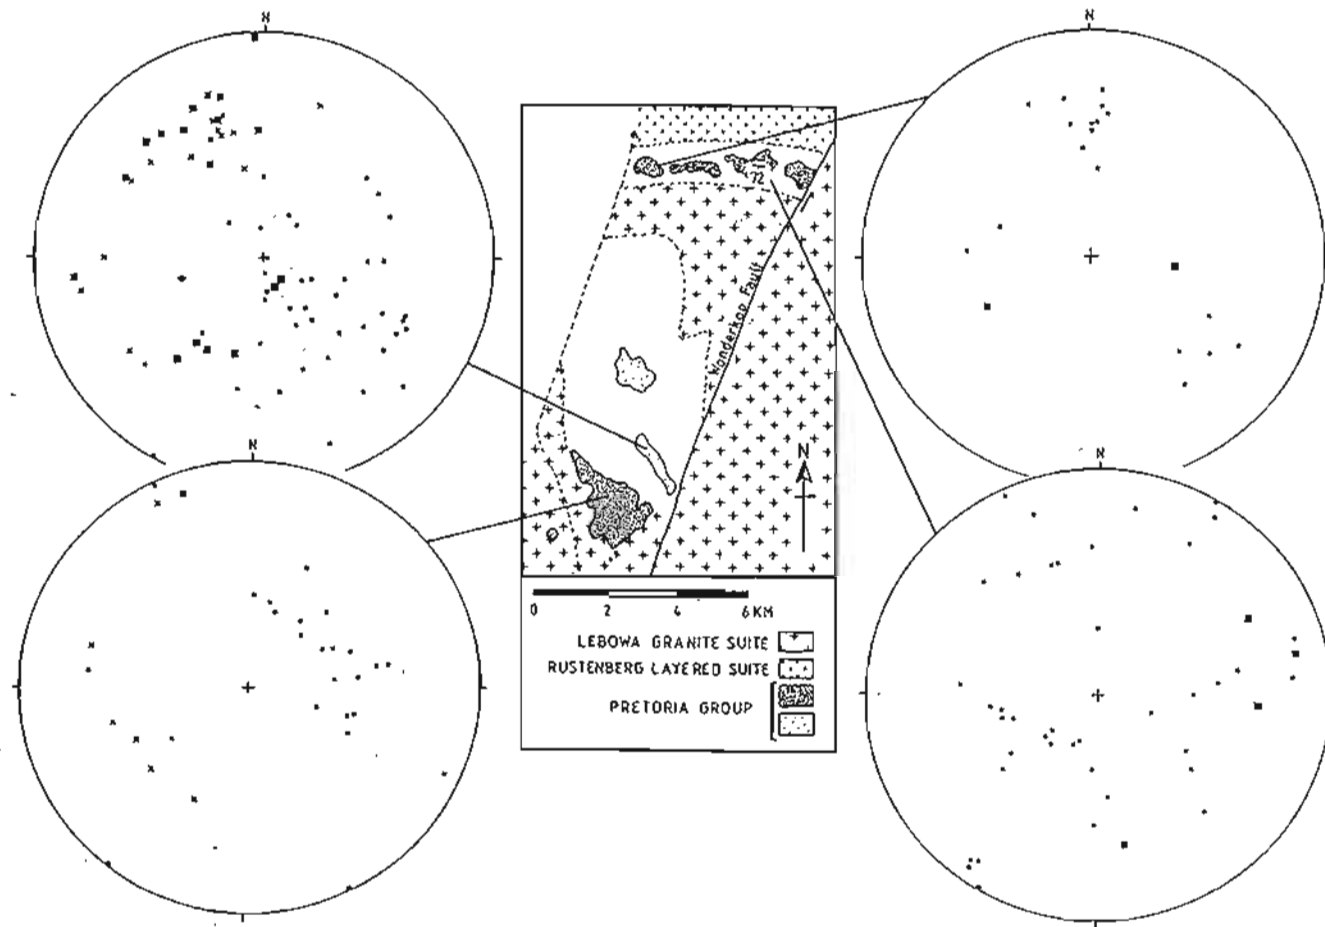 N
N
72
Wonderkop Fault
N
N
N
0 2 4 6 KM
LEBOWA GRANITE SUITE
RUSTENBERG LAYERED SUITE
PRETORIA GROUP